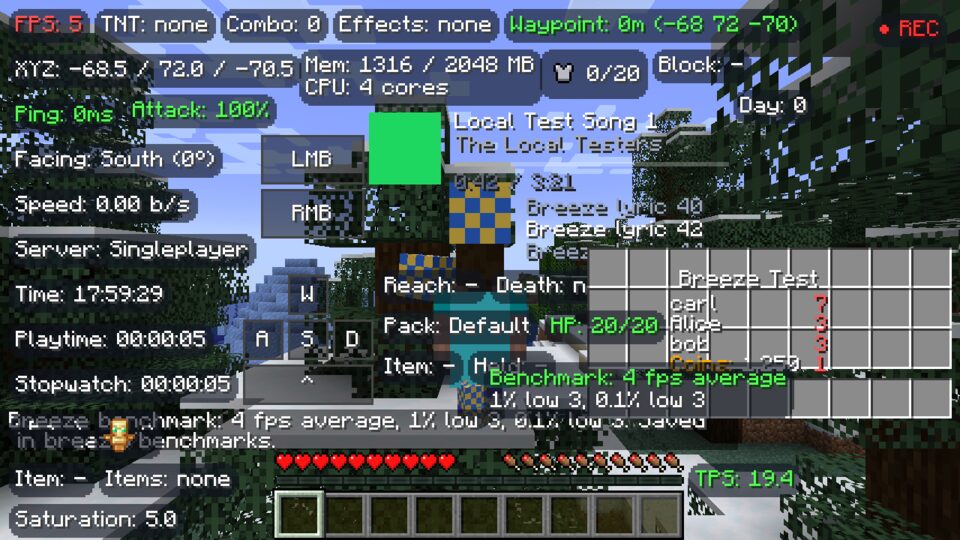 FPS: 5 TNT: none Combo: 0 Effects: none Waypoint: 0m (-68 72 -70)
REC
XYZ: -68.5 / 72.0 / -70.5
Mem: 1316 / 2048 MB
CPU: 4 cores
0/20
Block: -
Day: 0
Ping: 0ms
Attack: 100%
Local Test Song 1
The Local Testers
0:42 / 3:21
Facing: South (0°)
LMB
RMB
Speed: 0.00 b/s
Breeze lyric 40
Breeze lyric 42
Breeze
Server: Singleplayer
Time: 17:59:29
W
A S D
^
Reach: - Death: n
Breeze Test
carl 7
Alice 3
bob 3
Coins: 1,250 1
Playtime: 00:00:05
Pack: Default
HP: 20/20
Item: - Held: -
Stopwatch: 00:00:05
Benchmark: 4 fps average
1% low 3, 0.1% low 3
Breeze benchmark: 4 fps average, 1% low 3, 0.1% low 3. Saved
in breeze benchmarks.
Item: - Items: none
TPS: 19.4
Saturation: 5.0